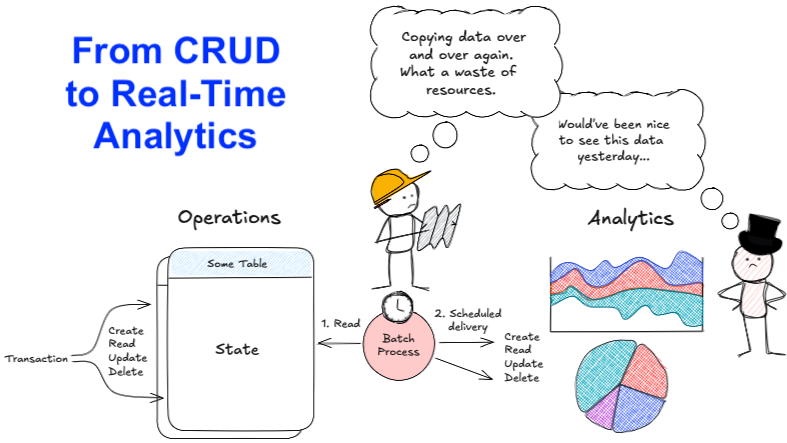 From CRUD
to Real-Time
Analytics
Copying data over
and over again.
What a waste of
resources.
Would've been nice
to see this data
yesterday...
Operations
Analytics
Some Table
State
Transaction
Create
Read
Update
Delete
1. Read
Batch
Process
2. Scheduled
delivery
Create
Read
Update
Delete